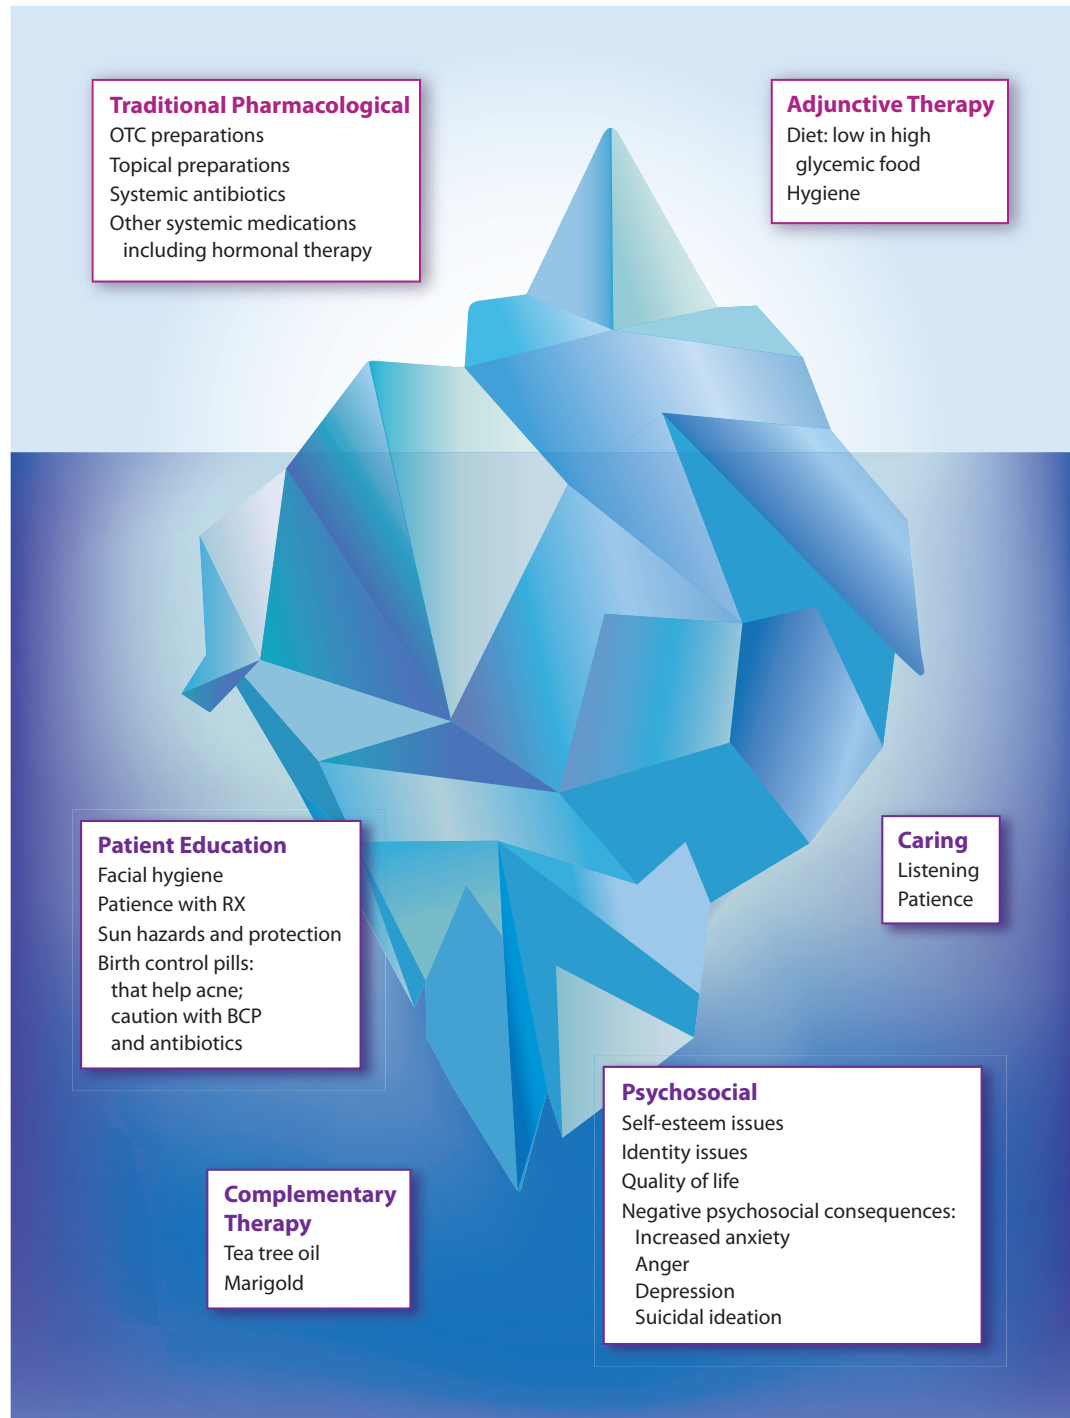 Traditional Pharmacological
OTC preparations
Topical preparations
Systemic antibiotics
Other systemic medications
including hormonal therapy
Adjunctive Therapy
Diet: low in high
glycemic food
Hygiene
Patient Education
Facial hygiene
Patience with RX
Sun hazards and protection
Birth control pills:
that help acne;
caution with BCP
and antibiotics
Caring
Listening
Patience
Complementary
Therapy
Tea tree oil
Marigold
Psychosocial
Self-esteem issues
Identity issues
Quality of life
Negative psychosocial consequences:
Increased anxiety
Anger
Depression
Suicidal ideation